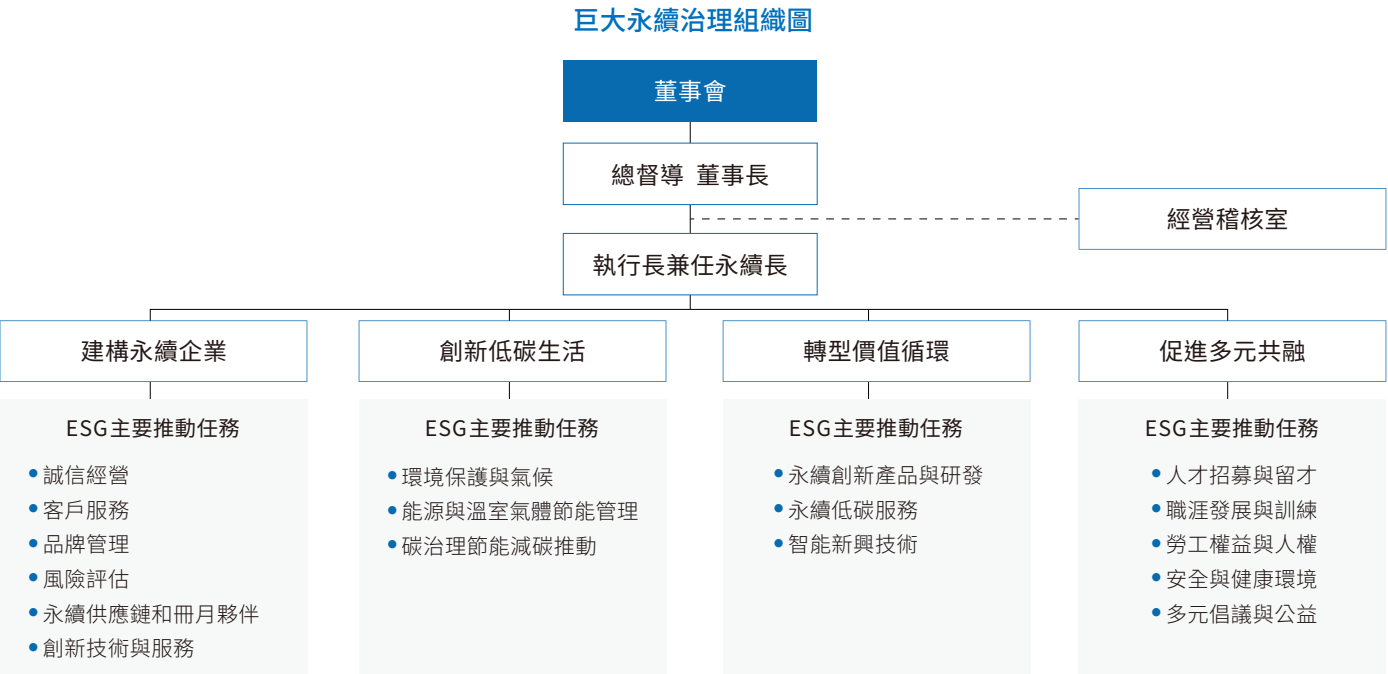 巨大永續治理組織圖
董事會
總督導 董事長
經營稽核室
執行長兼任永續長
建構永續企業
ESG主要推動任務
•誠信經營
•客戶服務
•品牌管理
•風險評估
•永續供應鏈和冊月夥伴
•創新技術與服務
創新低碳生活
ESG主要推動任務
•環境保護與氣候
•能源與溫室氣體節能管理
•碳治理節能減碳推動
轉型價值循環
ESG主要推動任務
•永續創新產品與研發
•永續低碳服務
•智能新興技術
促進多元共融
ESG主要推動任務
•人才招募與留才
•職涯發展與訓練
•勞工權益與人權
•安全與健康環境
•多元倡議與公益